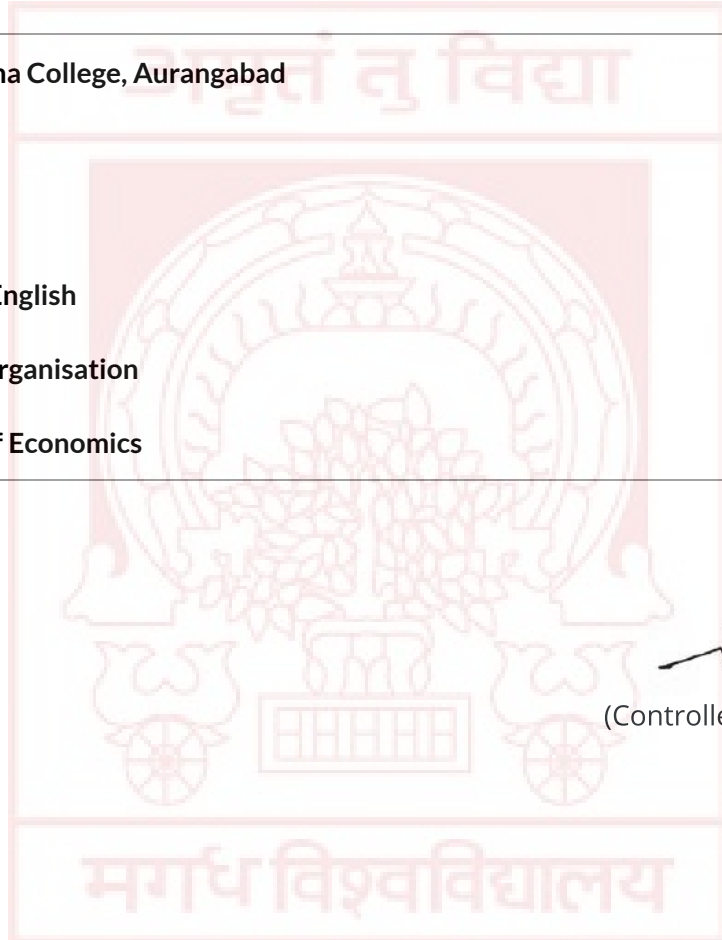 अमृतं तु विद्या
na College, Aurangabad
English
rganisation
f Economics
(Controlle
मगध विश्वविद्यालय